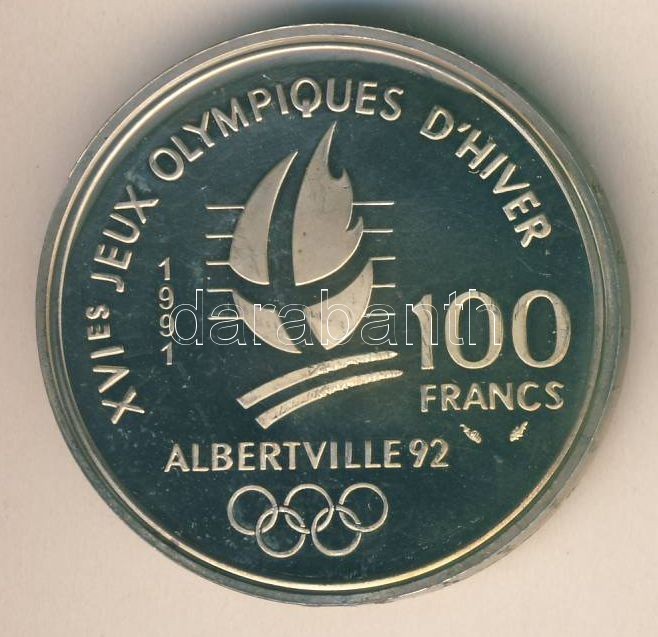 XVIES JEUX OLYMPIQUES D'HIVER
1991
100
FRANCS
ALBERTVILLE 92
darabanth